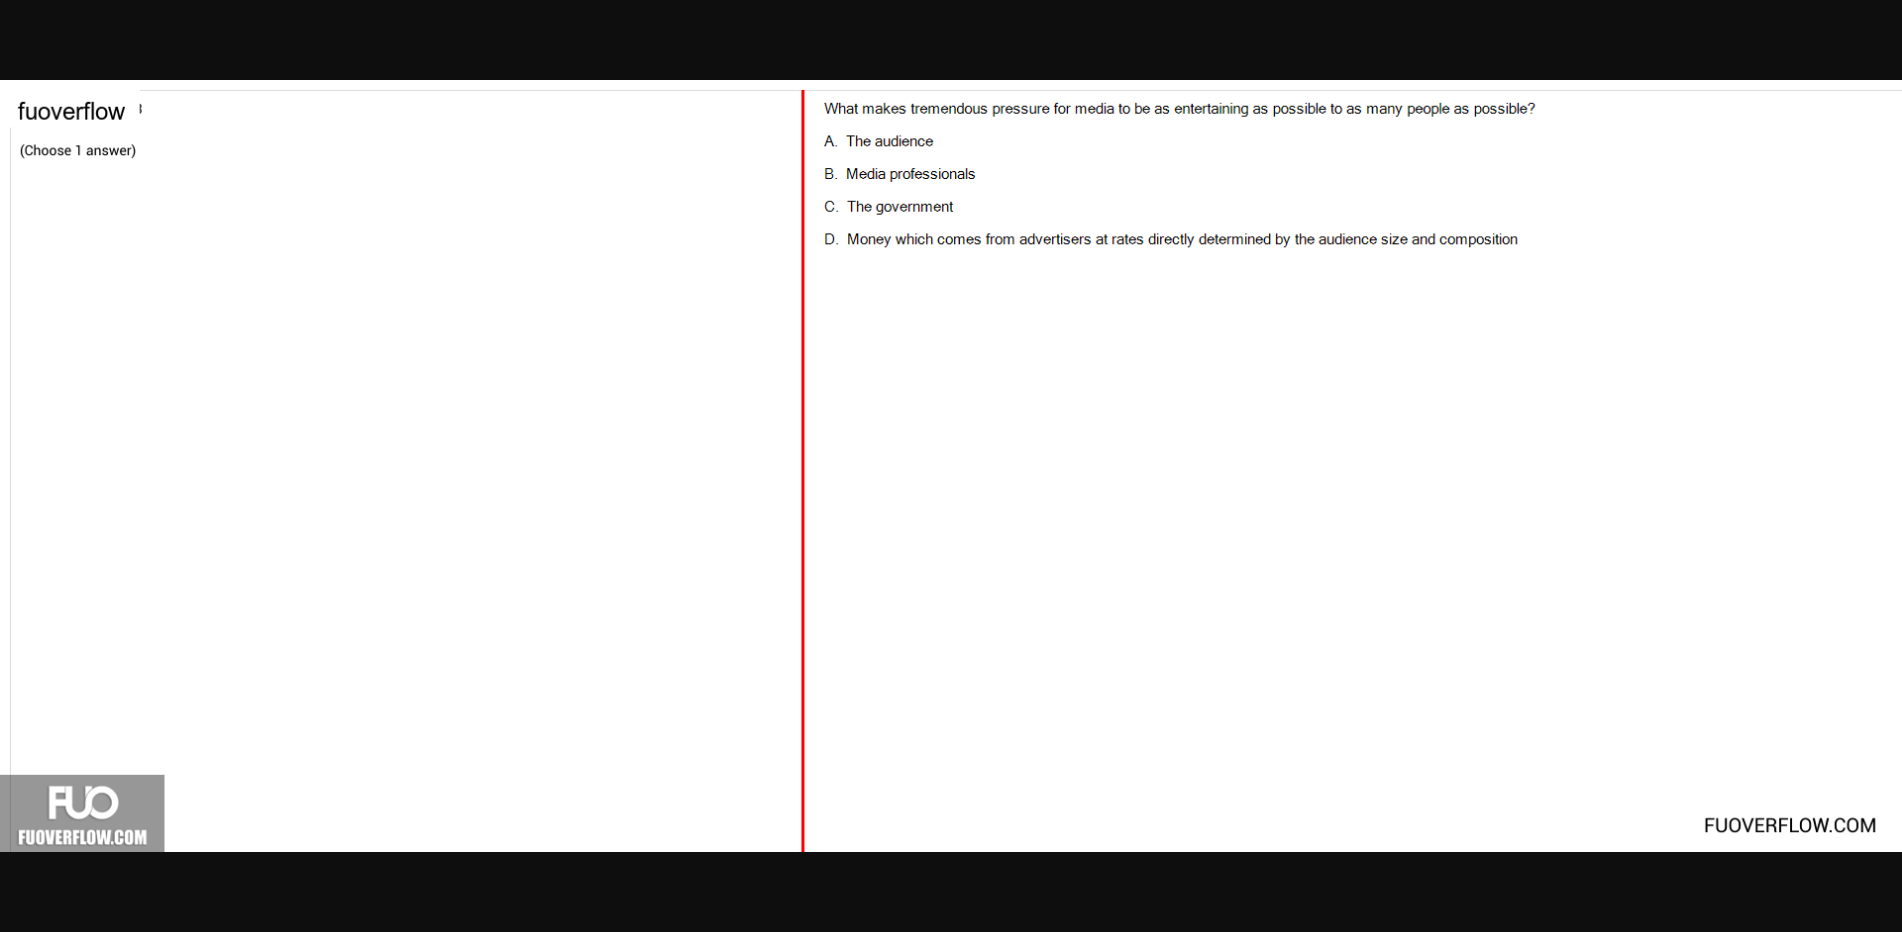 fuoverflow
(Choose 1 answer)
What makes tremendous pressure for media to be as entertaining as possible to as many people as possible?
A. The audience
B. Media professionals
C. The government
D. Money which comes from advertisers at rates directly determined by the audience size and composition
FUO
FUOVERFLOW.COM
FUOVERFLOW.COM